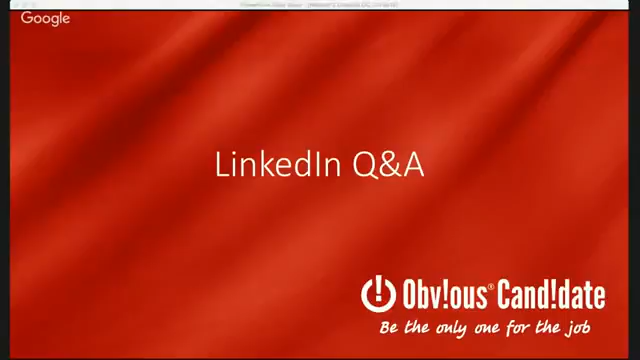 Google
LinkedIn Q&A
Obv!ous® Cand!date
Be the only one for the job